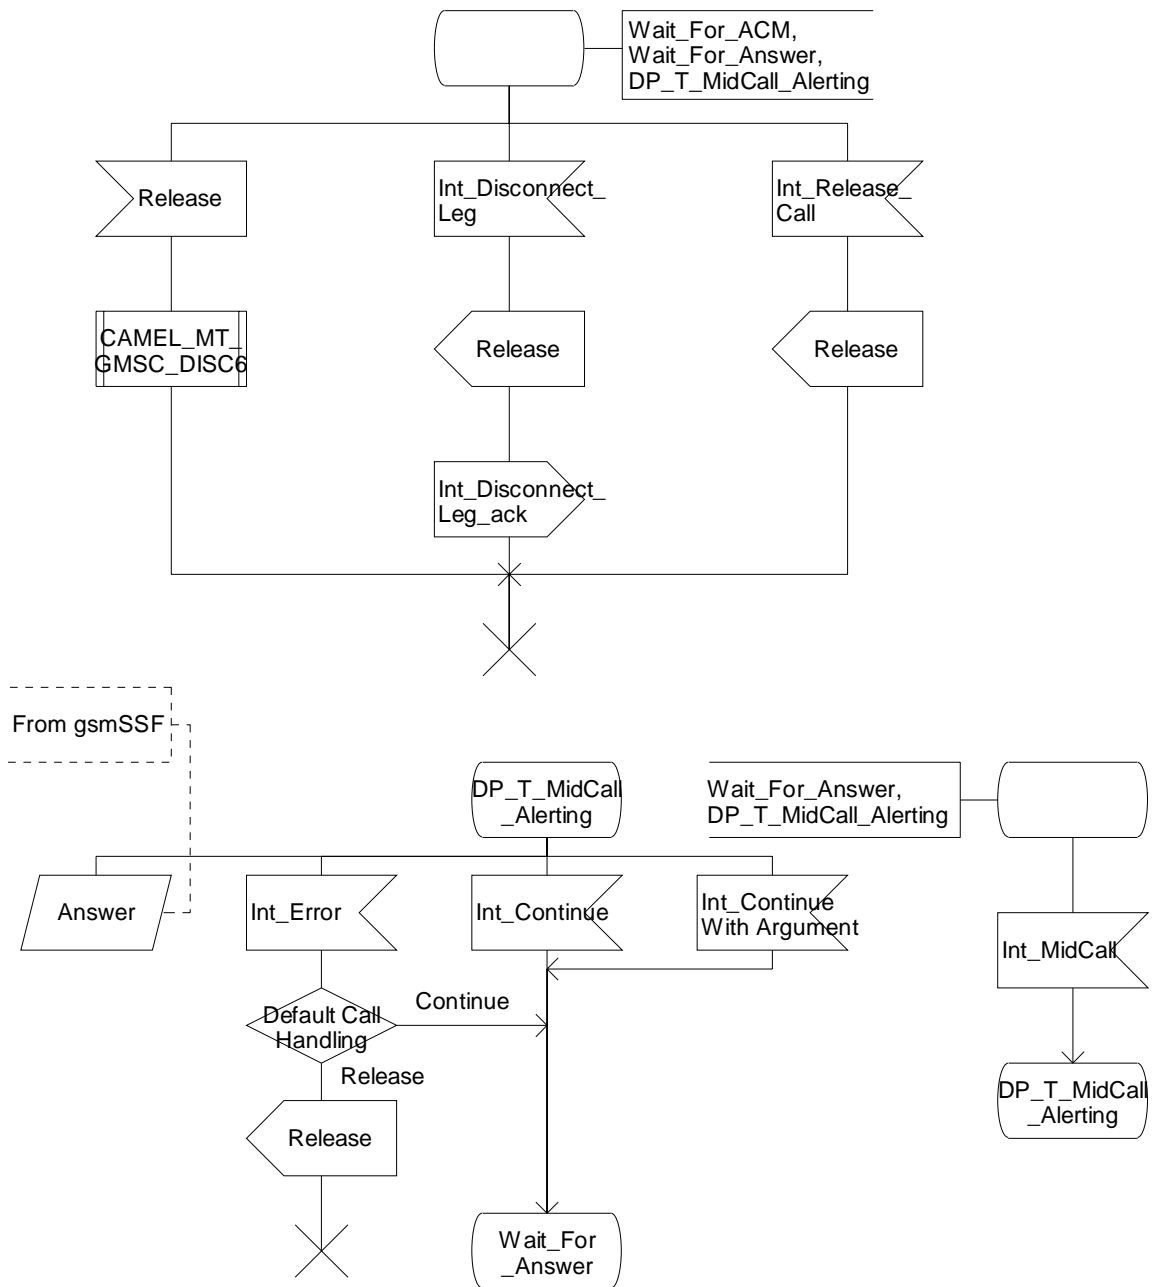 Wait_For_ACM,
Wait_For_Answer,
DP_T_MidCall_Alerting
Release
Int_Disconnect_
Leg
Int_Release_
Call
CAMEL_MT_
GMSC_DISC6
Release
Release
Int_Disconnect_
Leg_ack
From gsmSSF
DP_T_MidCall
_Alerting
Wait_For_Answer,
DP_T_MidCall_Alerting
Answer
Int_Error
Int_Continue
Int_Continue
With Argument
Int_MidCall
Default Call
Handling
Continue
Release
Release
DP_T_MidCall
_Alerting
Wait_For
_Answer